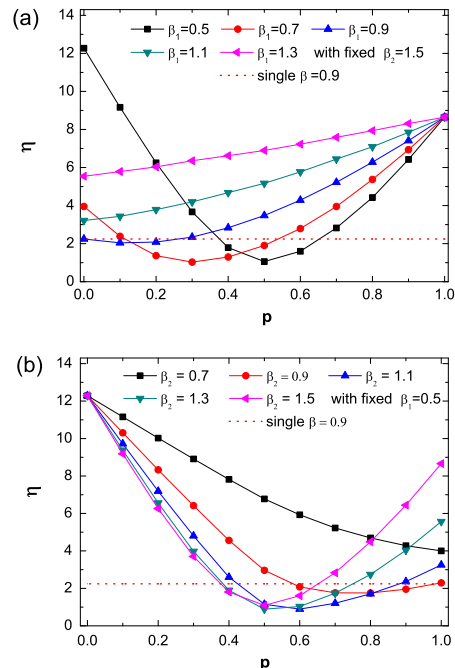 (a)
14
12
10
8
6
4
2
0
η
β1=0.5 β1=0.7 β1=0.9
β1=1.1 β1=1.3 with fixed β2=1.5
single β=0.9
0.0 0.2 0.4 0.6 0.8 1.0
p
(b)
14
12
10
8
6
4
2
0
η
β2 = 0.7 β2 = 0.9 β2 = 1.1
β2 = 1.3 β2 = 1.5 with fixed β1=0.5
single β = 0.9
0.0 0.2 0.4 0.6 0.8 1.0
p